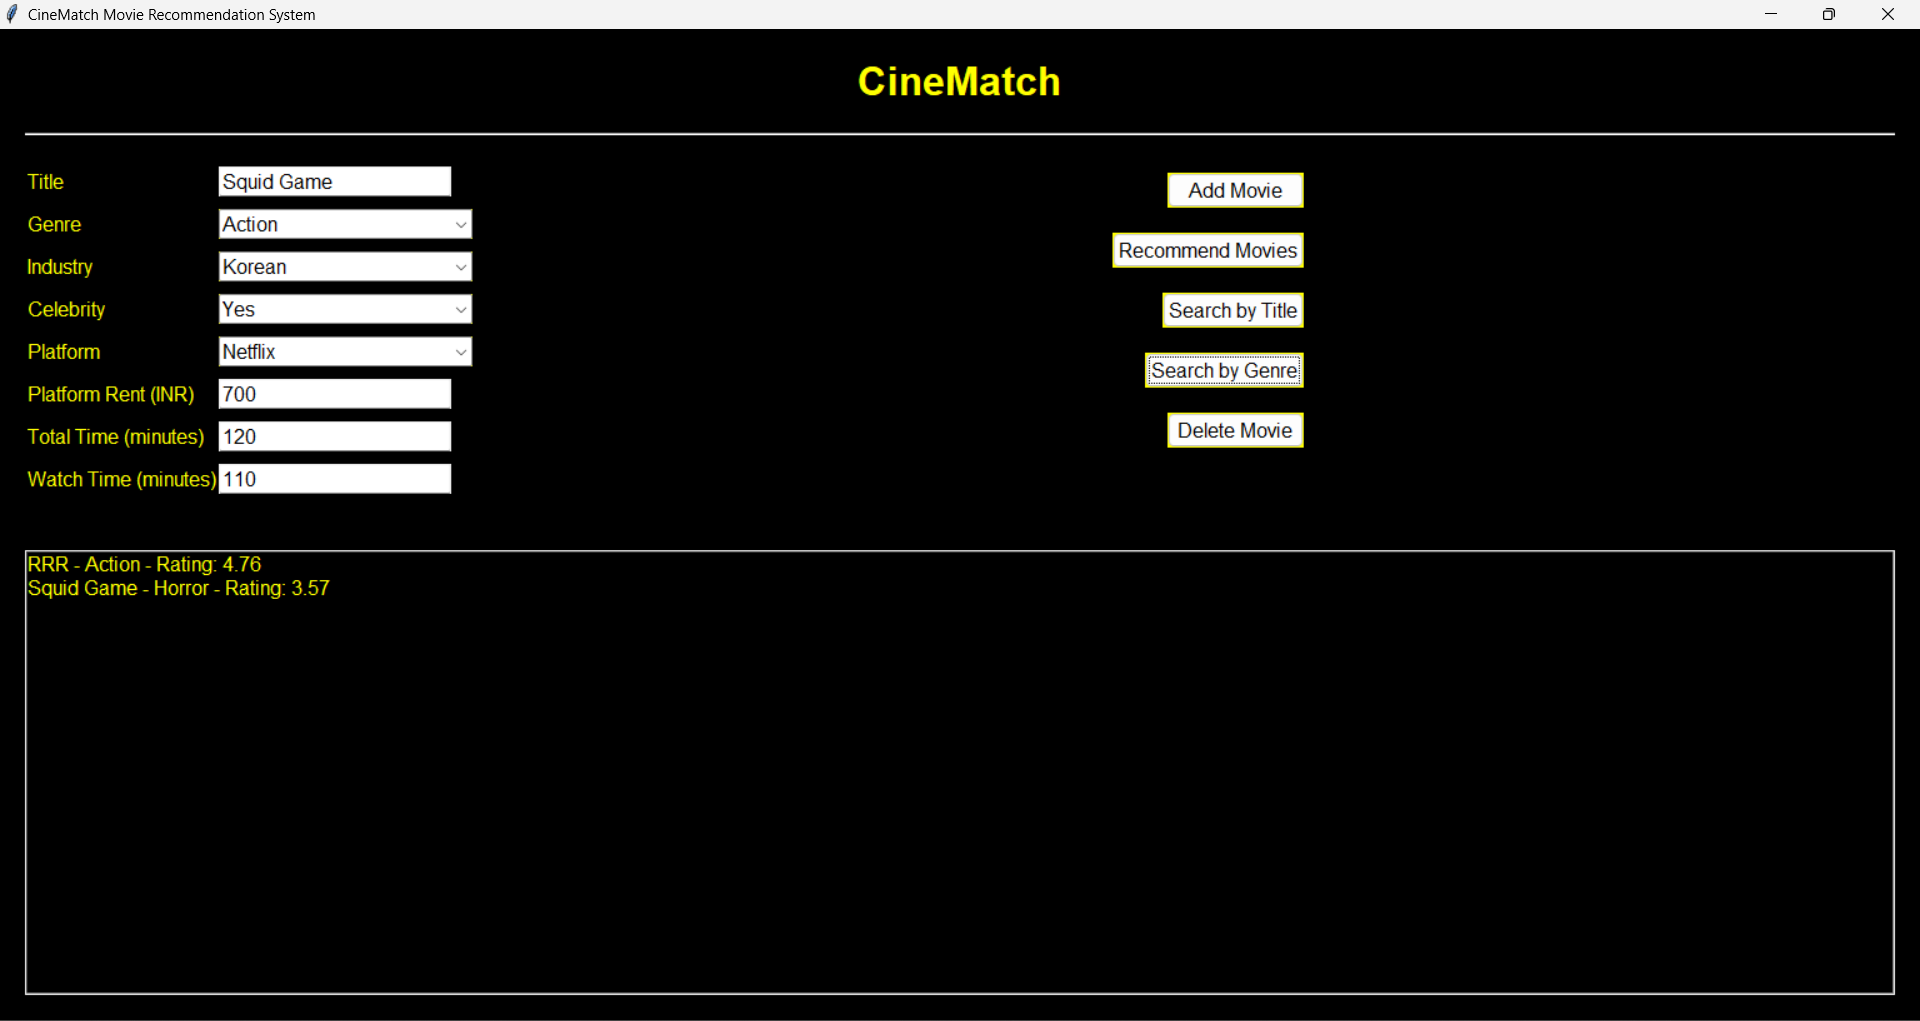 CineMatch Movie Recommendation System
CineMatch
Title
Squid Game
Genre
Action
Industry
Korean
Celebrity
Yes
Platform
Netflix
Platform Rent (INR)
700
Total Time (minutes)
120
Watch Time (minutes)
110
Add Movie
Recommend Movies
Search by Title
Search by Genre
Delete Movie
RRR - Action - Rating: 4.76
Squid Game - Horror - Rating: 3.57